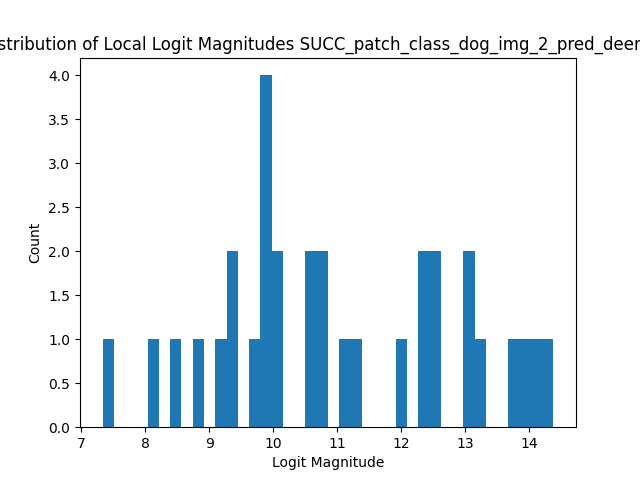 stribution of Local Logit Magnitudes SUCC_patch_class_dog_img_2_pred_deer
4.0
3.5
3.0
2.5
2.0
1.5
1.0
0.5
0.0
Count
7 8 9 10 11 12 13 14
Logit Magnitude